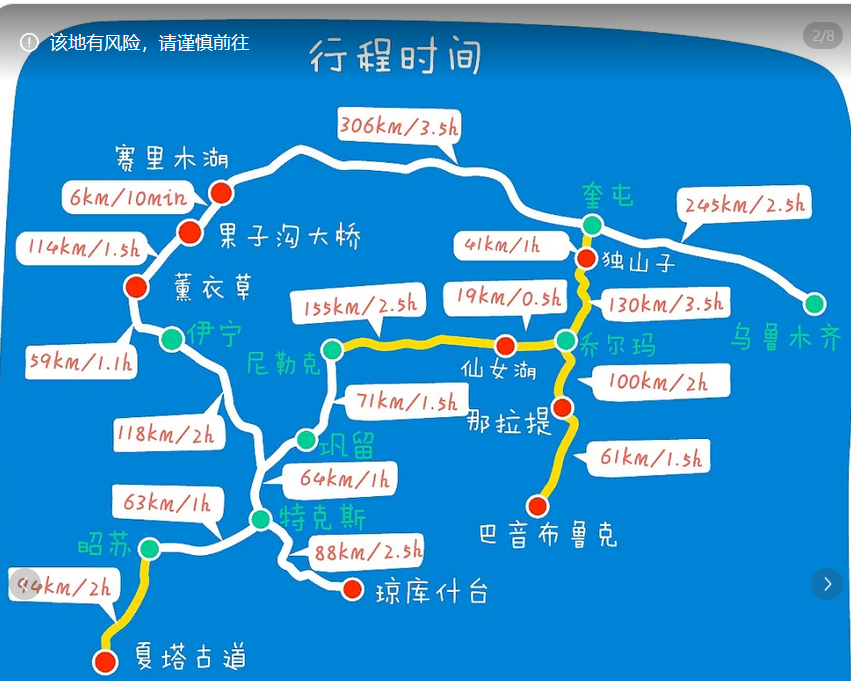 该地有风险，请谨慎前往
2/8
行程时间
306km/3.5h
赛里木湖
6km/10min
奎屯
245km/2.5h
果子沟大桥
41km/1h
独山子
114km/1.5h
薰衣草
155km/2.5h
19km/0.5h
130km/3.5h
伊宁
乌鲁木齐
59km/1.1h
尼勒克
仙女湖
乔尔玛
100km/2h
71km/1.5h
那拉提
118km/2h
巩留
61km/1.5h
64km/1h
63km/1h
特克斯
巴音布鲁克
昭苏
88km/2.5h
94km/2h
琼库什台
夏塔古道